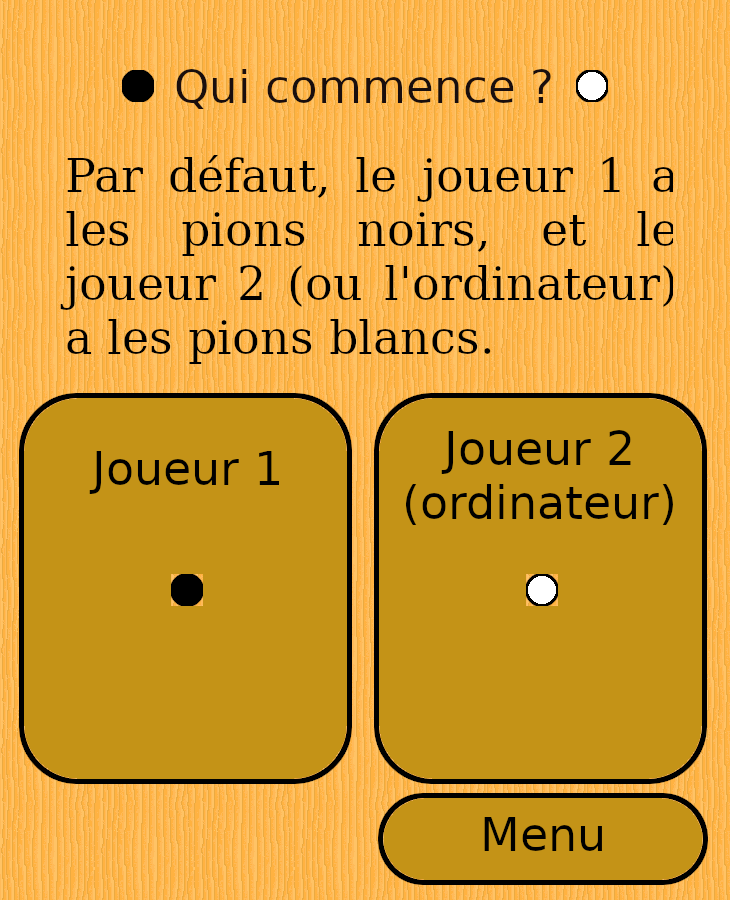 Qui commence ?
Par défaut, le joueur 1 a
les pions noirs, et le
joueur 2 (ou l'ordinateur)
a les pions blancs.
Joueur 1
Joueur 2
(ordinateur)
Menu